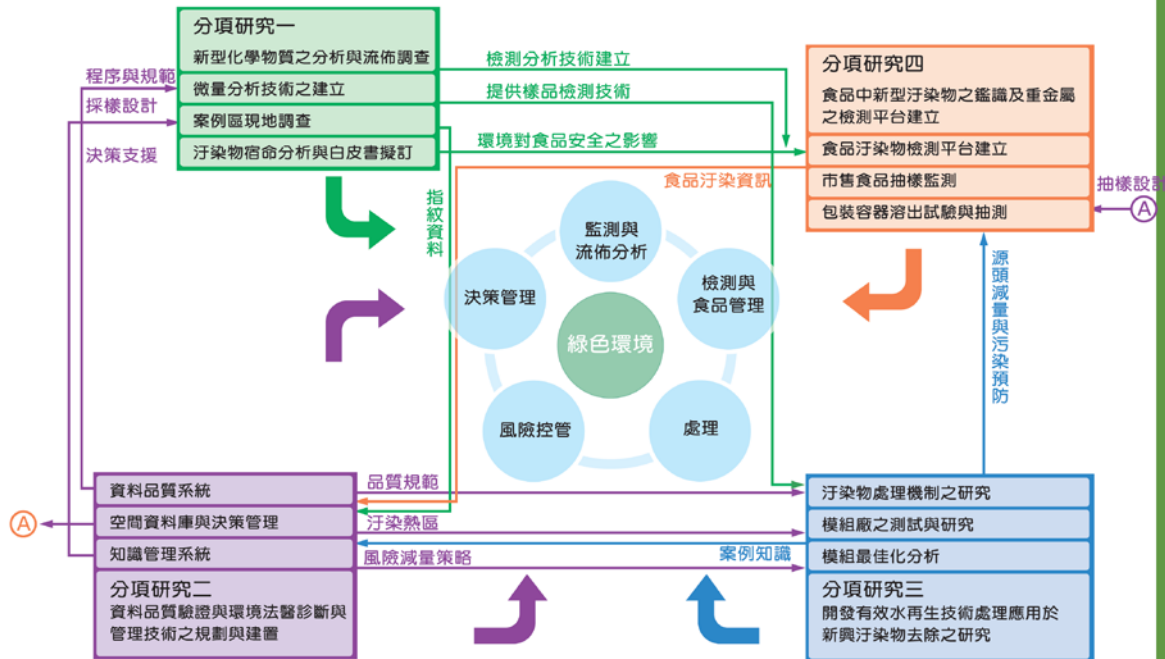 分項研究一
新型化學物質之分析與流佈調查
微量分析技術之建立
案例區現地調查
汙染物宿命分析與白皮書擬訂
程序與規範
採樣設計
決策支援
檢測分析技術建立
提供樣品檢測技術
環境對食品安全之影響
食品汙染資訊
指紋資料
分項研究四
食品中新型汙染物之鑑識及重金屬
之檢測平台建立
食品汙染物檢測平台建立
市售食品抽樣監測
包裝容器溶出試驗與抽測
抽樣設計
A
源頭減量與污染預防
監測與
流佈分析
決策管理
檢測與
食品管理
綠色環境
風險控管
處理
資料品質系統
空間資料庫與決策管理
知識管理系統
分項研究二
資料品質驗證與環境法醫診斷與
管理技術之規劃與建置
A
品質規範
汙染熱區
風險減量策略
案例知識
汙染物處理機制之研究
模組廠之測試與研究
模組最佳化分析
分項研究三
開發有效水再生技術處理應用於
新興汙染物去除之研究